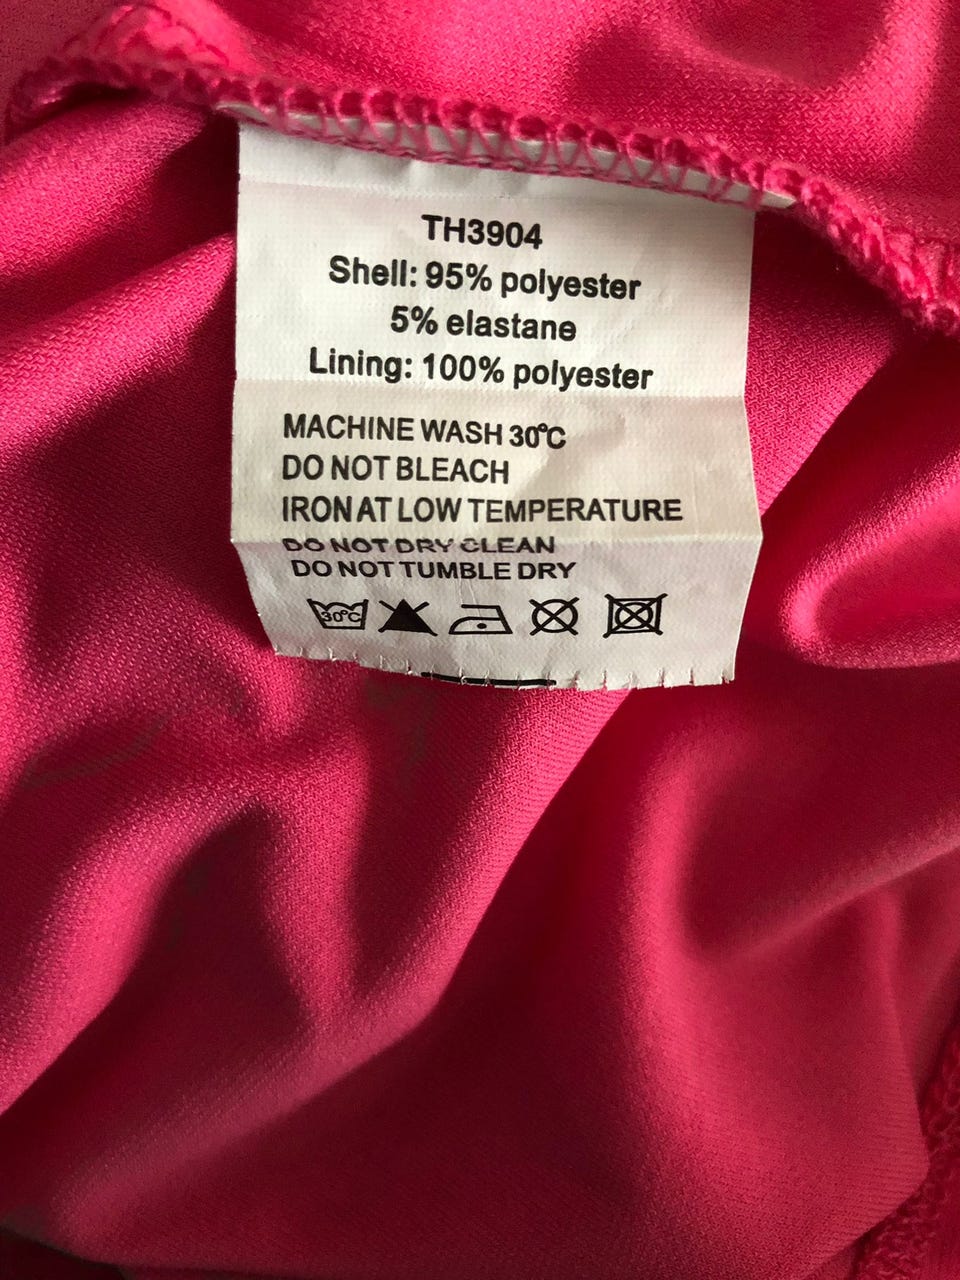 TH3904
Shell: 95% polyester
5% elastane
Lining: 100% polyester
MACHINE WASH 30°C
DO NOT BLEACH
IRON AT LOW TEMPERATURE
DO NOT DRY CLEAN
DO NOT TUMBLE DRY
30°C